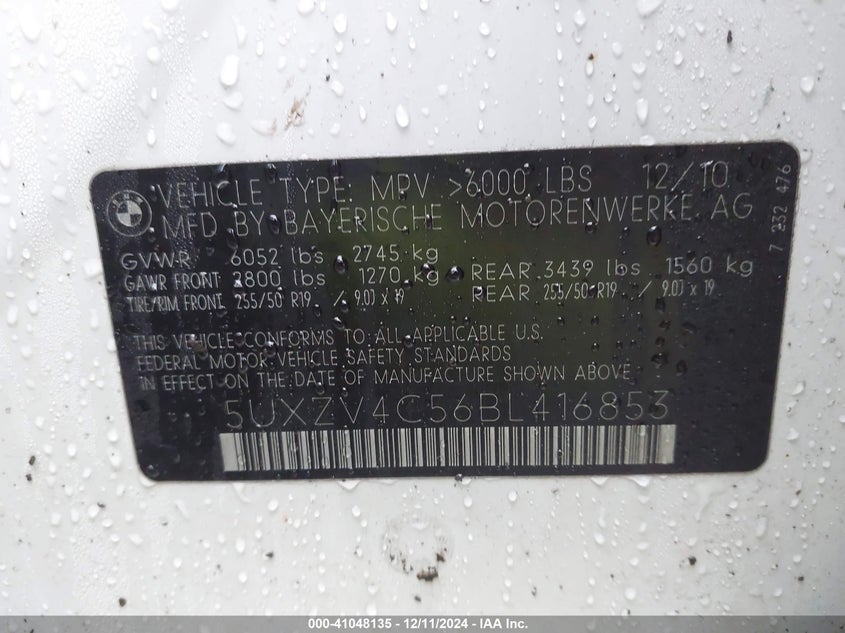 BMW
VEHICLE TYPE: MPV >6000 LBS 12/10
MFD BY BAYERISCHE MOTORENWERKE AG
GVWR 6052 lbs 2745 kg
GAWR FRONT 2800 lbs 1270 kg REAR 3439 lbs 1560 kg
TIRE/RIM FRONT 255/50 R19 / 9.0J x 19 REAR 255/50 R19 / 9.0J x 19
THIS VEHICLE CONFORMS TO ALL APPLICABLE U.S.
FEDERAL MOTOR VEHICLE SAFETY STANDARDS
IN EFFECT ON THE DATE OF MANUFACTURE SHOWN ABOVE.
5UXZV4C56BL416853
7 232 476
000-41048135 - 12/11/2024 - IAA Inc.